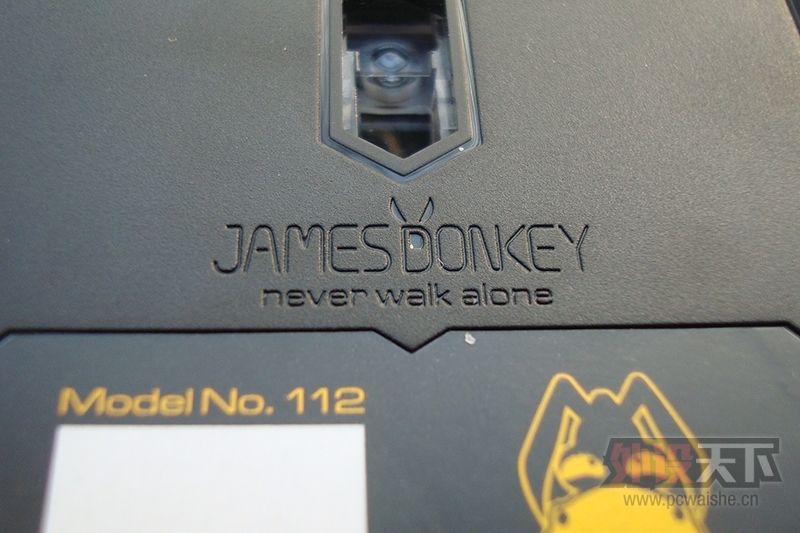 JAMES DONKEY
never walk alone
Model No. 112
外设天下
www.pcwaishe.cn